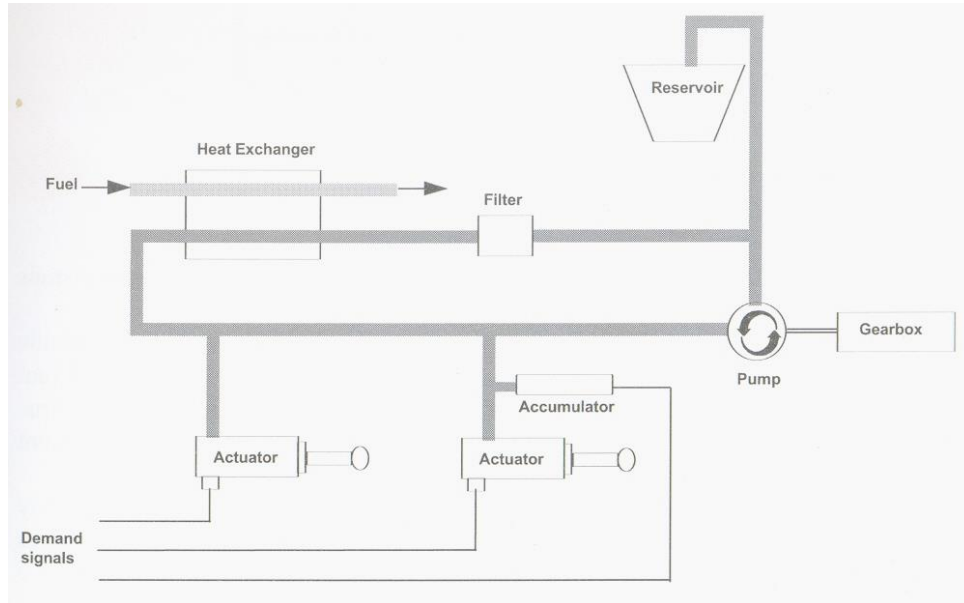 Reservoir
Heat Exchanger
Fuel
Filter
Gearbox
Pump
Accumulator
Actuator
Actuator
Demand
signals